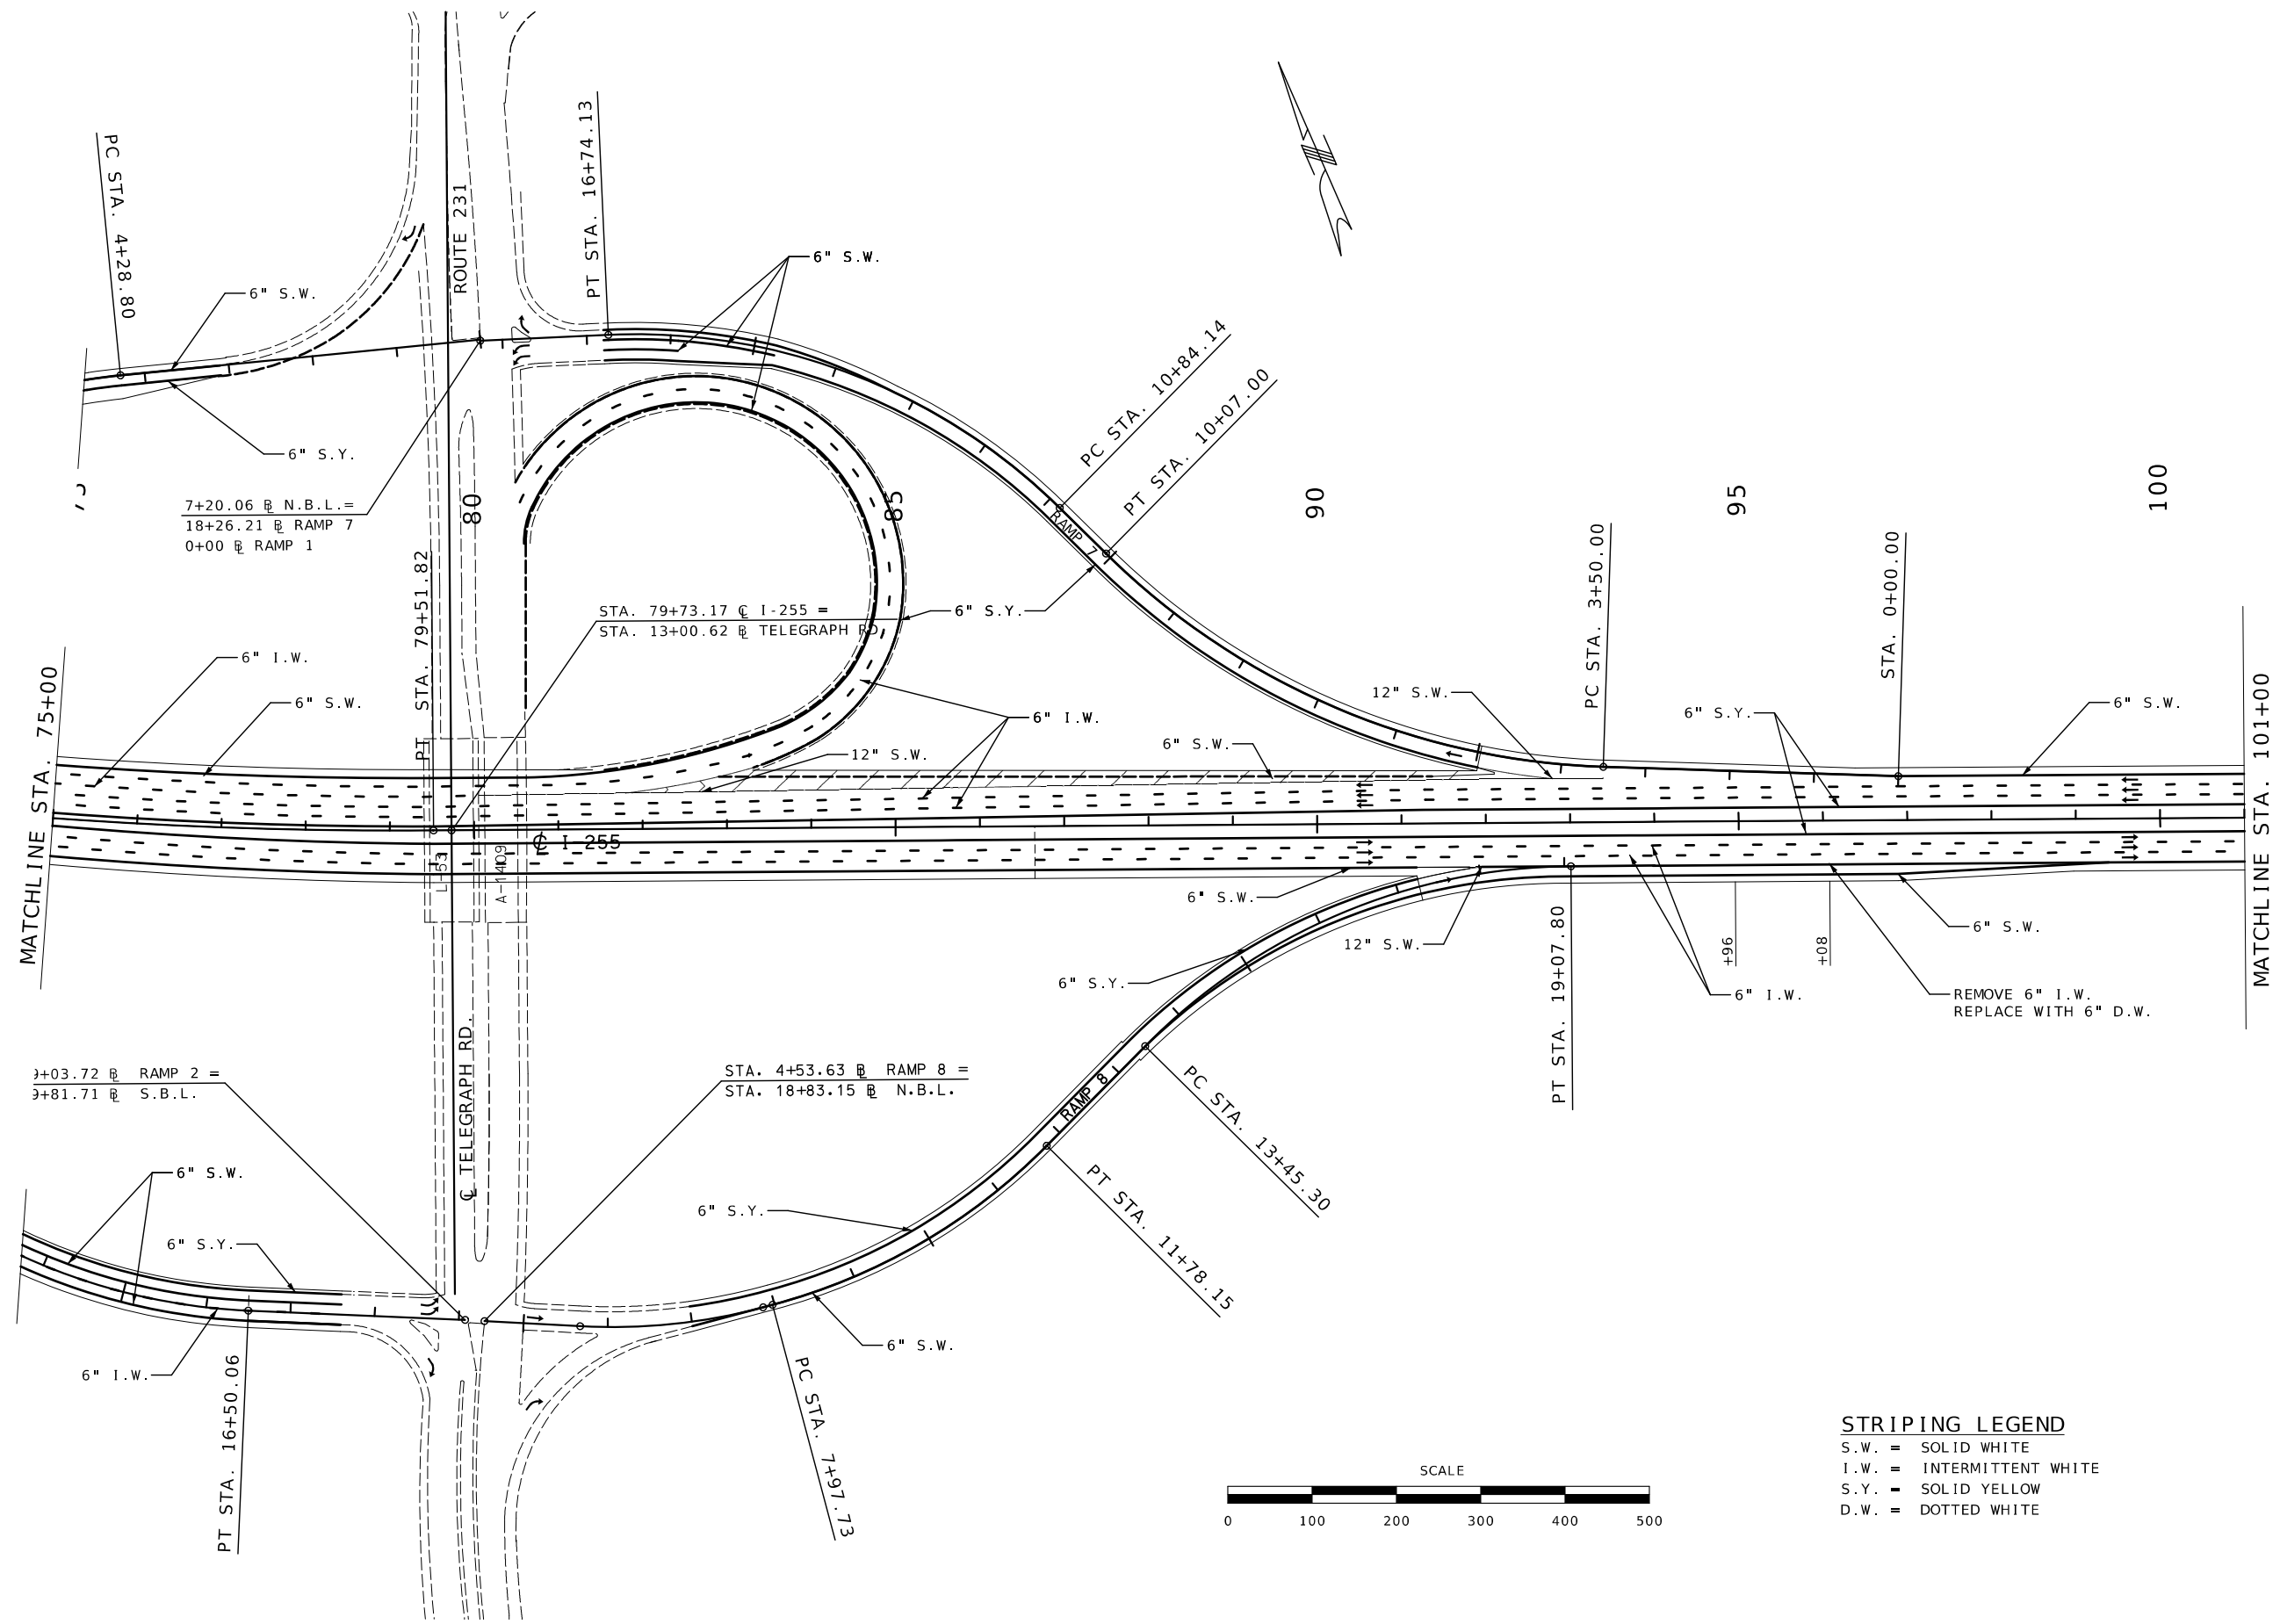 PC STA. 4+28.80
ROUTE 231
PT STA. 16+74.13
6" S.W.
6" S.W.
6" S.Y.
7+20.06 ⅊ N.B.L.=
18+26.21 ⅊ RAMP 7
0+00 ⅊ RAMP 1
80
85
90
95
100
PC STA. 10+84.14
PT STA. 10+07.00
RAMP 7
6" S.Y.
PT STA. 79+51.82
STA. 79+73.17 ℄ I-255 =
STA. 13+00.62 ⅊ TELEGRAPH RD
PC STA. 3+50.00
STA. 0+00.00
MATCHLINE STA. 75+00
6" I.W.
6" S.W.
12" S.W.
6" I.W.
6" S.W.
12" S.W.
6" S.Y.
6" S.W.
MATCHLINE STA. 101+00
℄ I-255
L-553
A-1409
6" S.W.
12" S.W.
6" S.Y.
+96
+08
6" S.W.
6" I.W.
REMOVE 6" I.W.
REPLACE WITH 6" D.W.
PT STA. 19+07.80
9+03.72 ⅊ RAMP 2 =
9+81.71 ⅊ S.B.L.
℄ TELEGRAPH RD.
STA. 4+53.63 ⅊ RAMP 8 =
STA. 18+83.15 ⅊ N.B.L.
RAMP 8
PC STA. 13+45.30
PT STA. 11+78.15
6" S.W.
6" S.Y.
6" S.Y.
6" I.W.
6" S.W.
PT STA. 16+50.06
PC STA. 7+97.73
SCALE
0 100 200 300 400 500
STRIPING LEGEND
S.W. = SOLID WHITE
I.W. = INTERMITTENT WHITE
S.Y. = SOLID YELLOW
D.W. = DOTTED WHITE